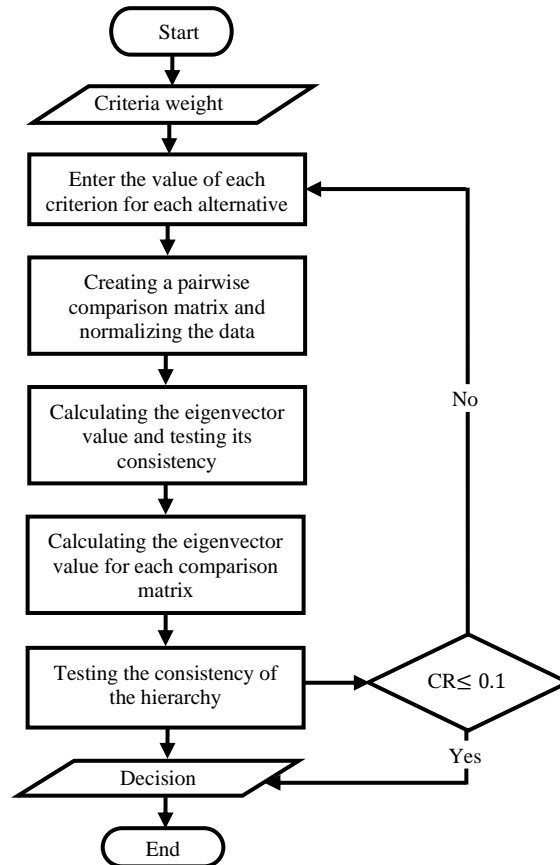 Start
Criteria weight
Enter the value of each
criterion for each alternative
Creating a pairwise
comparison matrix and
normalizing the data
No
Calculating the eigenvector
value and testing its
consistency
Calculating the eigenvector
value for each comparison
matrix
Testing the consistency of
the hierarchy
CR≤ 0.1
Yes
Decision
End